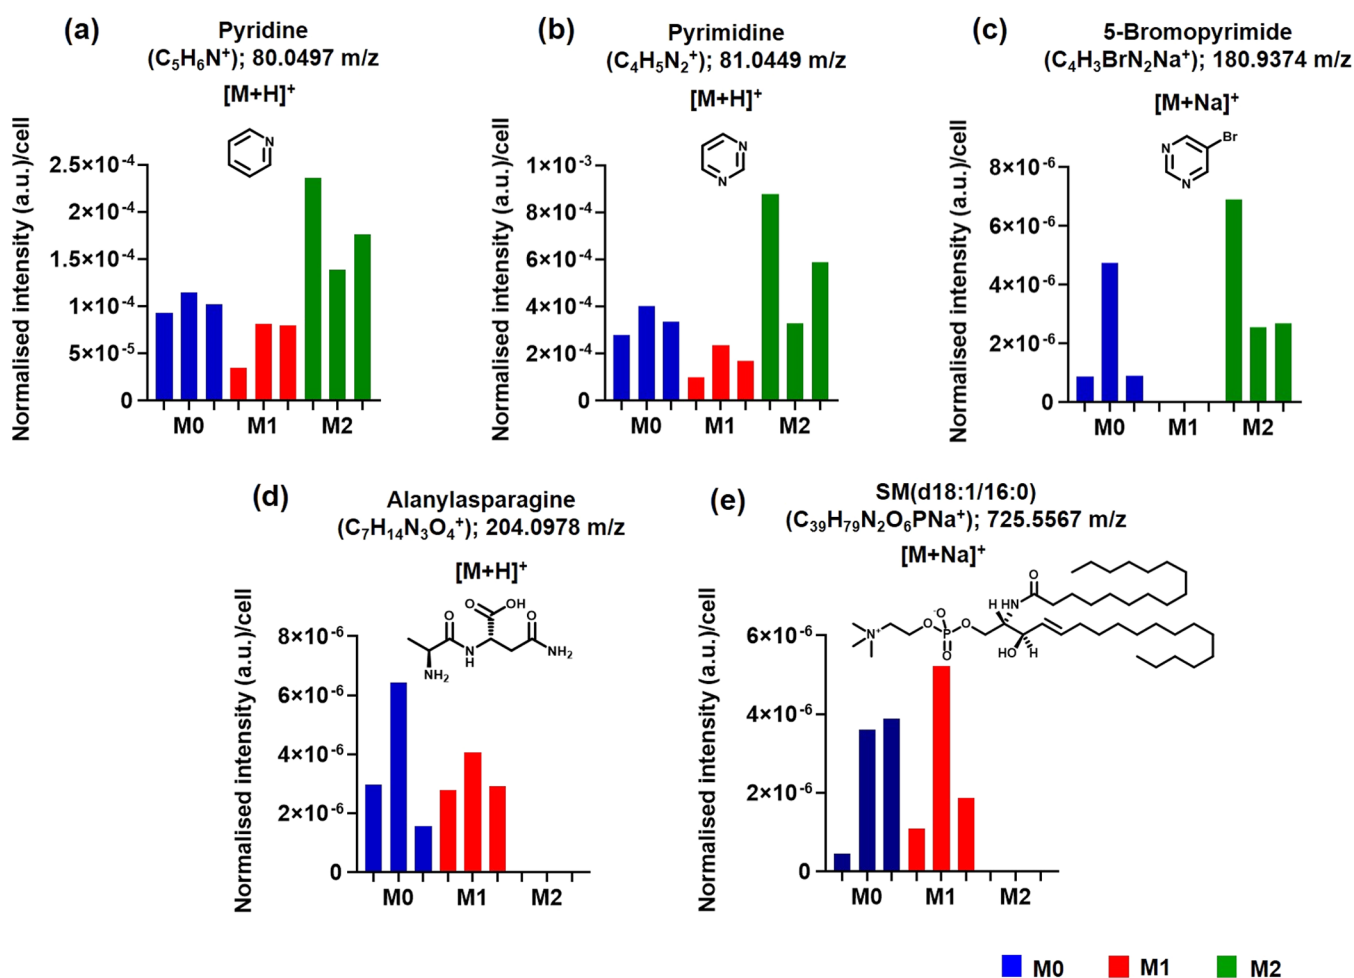 (a)
Pyridine
(C₅H₆N⁺); 80.0497 m/z
[M+H]⁺
N
Normalised intensity (a.u.)/cell
2.5×10⁻⁴
2×10⁻⁴
1.5×10⁻⁴
1×10⁻⁴
5×10⁻⁵
0
M0 M1 M2
(b)
Pyrimidine
(C₄H₅N₂⁺); 81.0449 m/z
[M+H]⁺
N
N
Normalised intensity (a.u.)/cell
1×10⁻³
8×10⁻⁴
6×10⁻⁴
4×10⁻⁴
2×10⁻⁴
0
M0 M1 M2
(c)
5-Bromopyrimide
(C₄H₃BrN₂Na⁺); 180.9374 m/z
[M+Na]⁺
Br
N
N
Normalised intensity (a.u.)/cell
8×10⁻⁶
6×10⁻⁶
4×10⁻⁶
2×10⁻⁶
0
M0 M1 M2
(d)
Alanylasparagine
(C₇H₁₄N₃O₄⁺); 204.0978 m/z
[M+H]⁺
O OH
O O
N
H
NH₂
NH₂
Normalised intensity (a.u.)/cell
8×10⁻⁶
6×10⁻⁶
4×10⁻⁶
2×10⁻⁶
0
M0 M1 M2
(e)
SM(d18:1/16:0)
(C₃₉H₇₉N₂O₆PNa⁺); 725.5567 m/z
[M+Na]⁺
O
H HN
⁻O
O P O
N⁺
O
HO H
Normalised intensity (a.u.)/cell
6×10⁻⁶
4×10⁻⁶
2×10⁻⁶
0
M0 M1 M2
M0 M1 M2